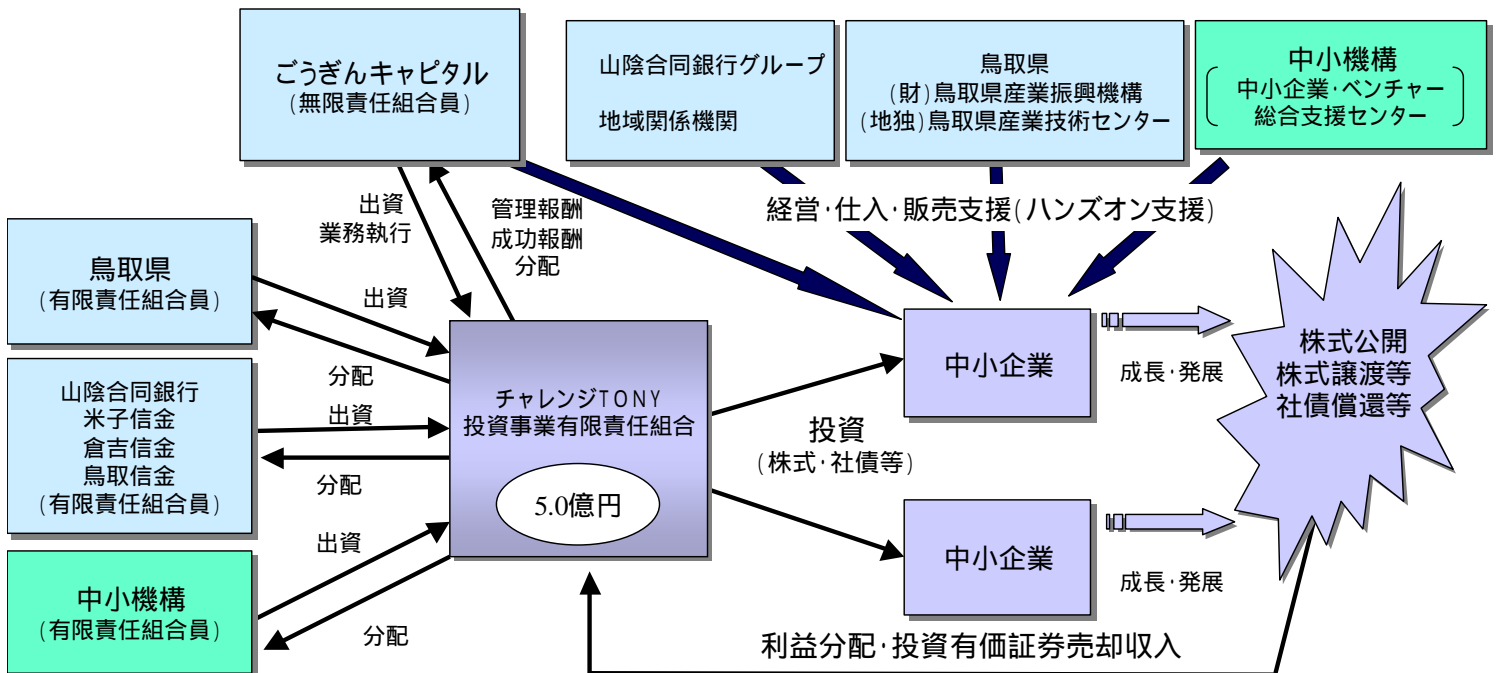 ごうぎんキャピタル
(無限責任組合員)
山陰合同銀行グループ
地域関係機関
鳥取県
(財)鳥取県産業振興機構
(地独)鳥取県産業技術センター
中小機構
中小企業・ベンチャー
総合支援センター
出資
業務執行
管理報酬
成功報酬
分配
経営・仕入・販売支援(ハンズオン支援)
鳥取県
(有限責任組合員)
出資
分配
山陰合同銀行
米子信金
倉吉信金
鳥取信金
(有限責任組合員)
出資
分配
中小機構
(有限責任組合員)
出資
分配
チャレンジTONY
投資事業有限責任組合
5.0億円
投資
(株式・社債等)
中小企業
成長・発展
中小企業
成長・発展
株式公開
株式譲渡等
社債償還等
利益分配・投資有価証券売却収入